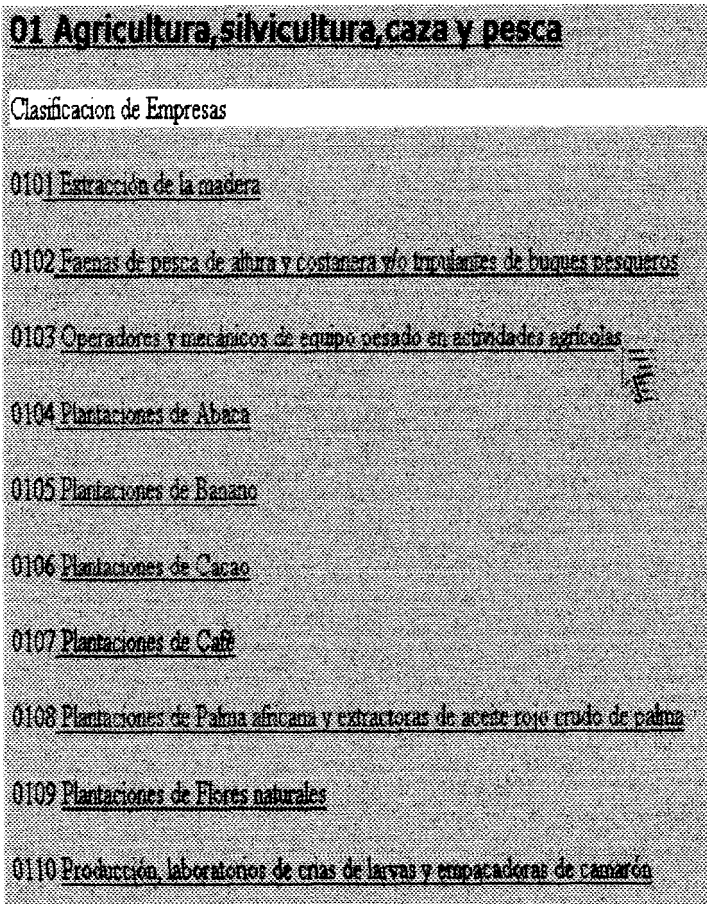 01 Agricultura,silvicultura,caza y pesca
Clasificacion de Empresas
0101 Extracción de la madera
0102 Faenas de pesca de altura y costanera y/o tripulantes de buques pesqueros
0103 Operadores y mecánicos de equipo pesado en actividades agrícolas
0104 Plantaciones de Abaca
0105 Plantaciones de Banano
0106 Plantaciones de Cacao
0107 Plantaciones de Café
0108 Plantaciones de Palma africana y extractoras de aceite rojo crudo de palma
0109 Plantaciones de Flores naturales
0110 Producción, laboratorios de crias de larvas y empacadoras de camarón